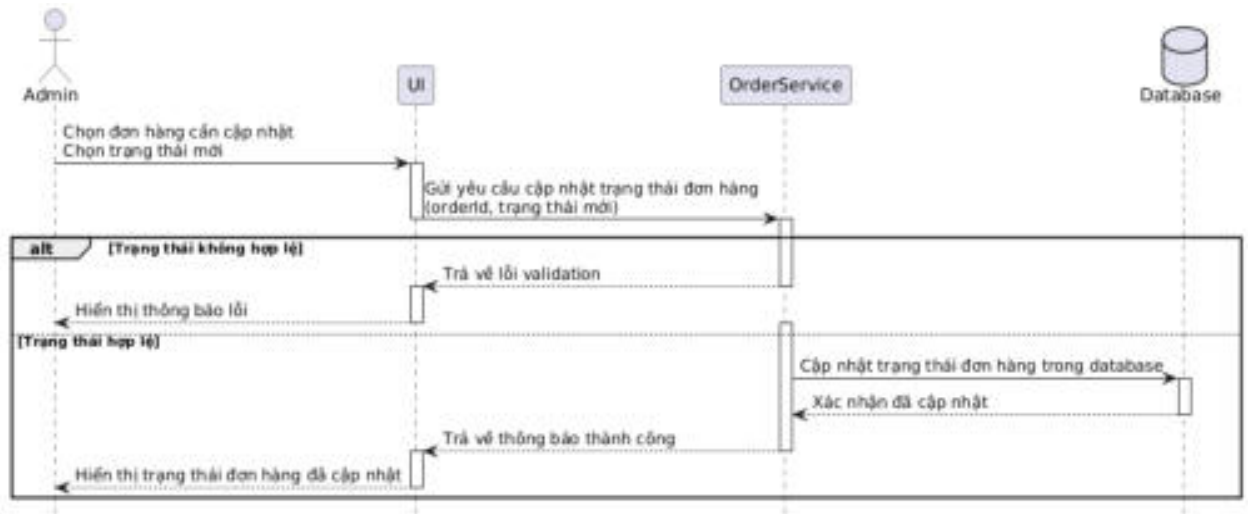 Admin
UI
OrderService
Database
Chọn đơn hàng cần cập nhật
Chọn trạng thái mới
Gửi yêu cầu cập nhật trạng thái đơn hàng
(orderId, trạng thái mới)
alt
[Trạng thái không hợp lệ]
Trả về lỗi validation
Hiển thị thông báo lỗi
[Trạng thái hợp lệ]
Cập nhật trạng thái đơn hàng trong database
Xác nhận đã cập nhật
Trả về thông báo thành công
Hiển thị trạng thái đơn hàng đã cập nhật